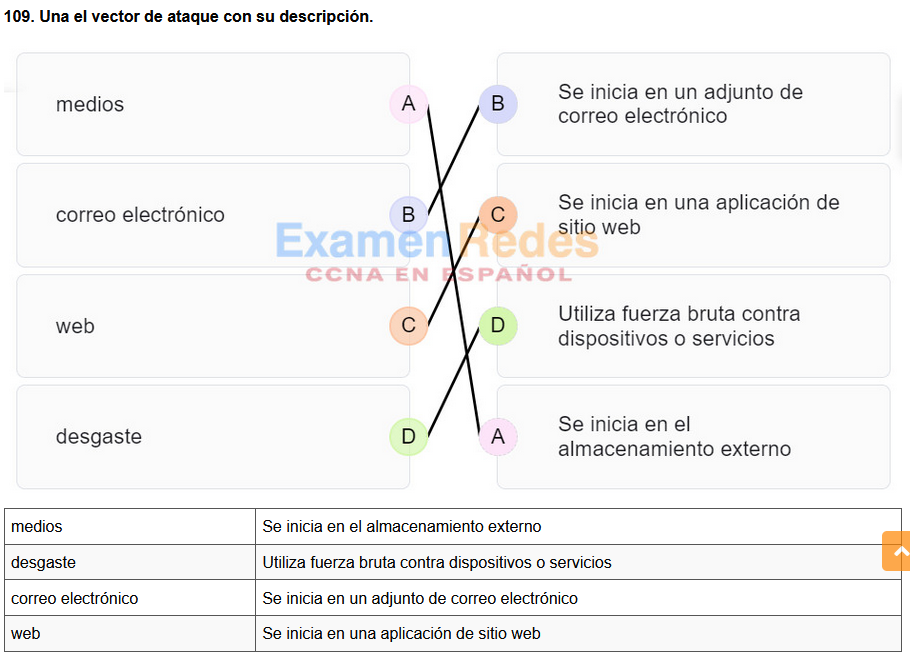 109. Una el vector de ataque con su descripción.
medios
A
B
Se inicia en un adjunto de
correo electrónico
correo electrónico
B
C
Se inicia en una aplicación de
sitio web
ExamenRedes
CCNA EN ESPAÑOL
web
C
D
Utiliza fuerza bruta contra
dispositivos o servicios
desgaste
D
A
Se inicia en el
almacenamiento externo
medios Se inicia en el almacenamiento externo
desgaste Utiliza fuerza bruta contra dispositivos o servicios
correo electrónico Se inicia en un adjunto de correo electrónico
web Se inicia en una aplicación de sitio web